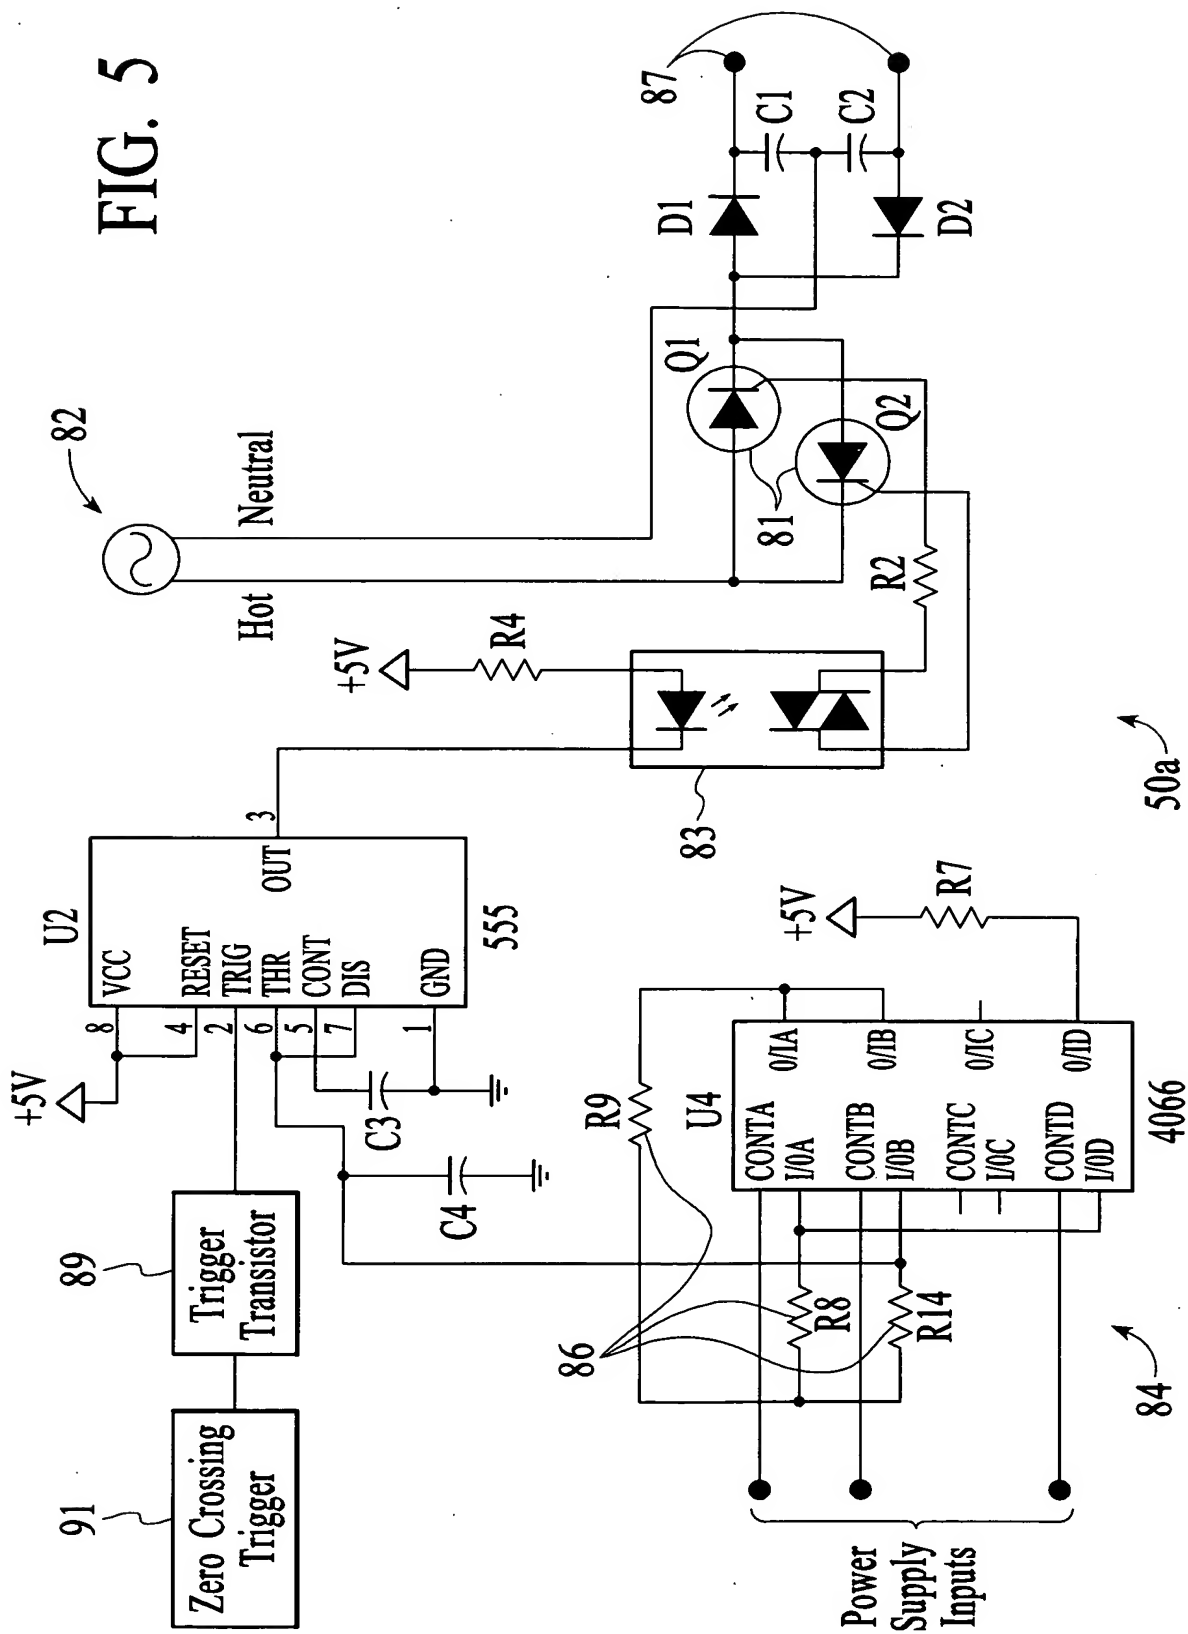 FIG. 5
91
Zero Crossing
Trigger
89
Trigger
Transistor
+5V
U2
8
4
2
6
5
7
1
VCC
RESET
TRIG
THR
CONT
DIS
GND
OUT
3
555
C3
C4
82
Hot
Neutral
+5V
R4
83
81
Q1
Q2
R2
D1
D2
C1
C2
87
50a
Power
Supply
Inputs
86
R9
R8
R14
U4
CONTA
I/0A
CONTB
I/0B
CONTC
I/0C
CONTD
I/0D
0/IA
0/IB
0/IC
0/ID
4066
+5V
R7
84